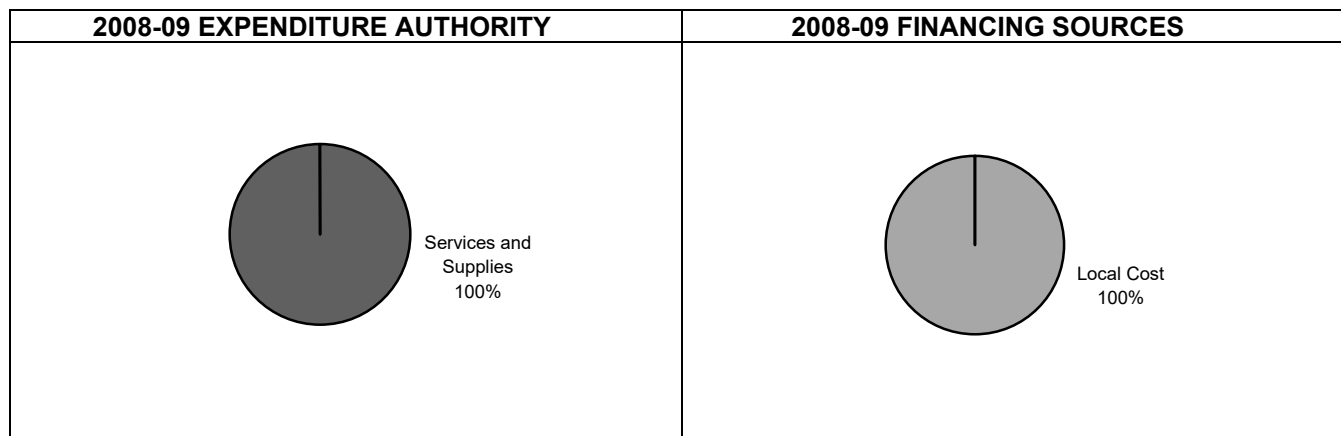 2008-09 EXPENDITURE AUTHORITY
2008-09 FINANCING SOURCES
Services and
Supplies
100%
Local Cost
100%